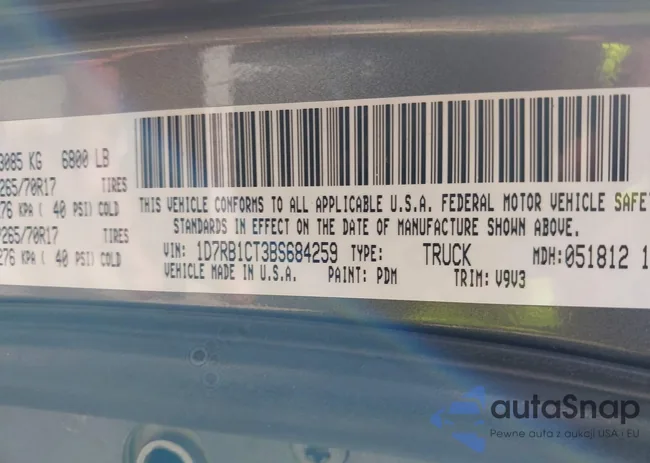 3085 KG 6800 LB
265/70R17 TIRES
276 KPA ( 40 PSI) COLD
P265/70R17 TIRES
276 KPA ( 40 PSI) COLD
THIS VEHICLE CONFORMS TO ALL APPLICABLE U.S.A. FEDERAL MOTOR VEHICLE SAFE
STANDARDS IN EFFECT ON THE DATE OF MANUFACTURE SHOWN ABOVE.
VIN: 1D7RB1CT3BS684259 TYPE: TRUCK MDH:051812 1
VEHICLE MADE IN U.S.A. PAINT: PDM TRIM: V9V3
autaSnap
Pewne auta z aukcji USA · EU